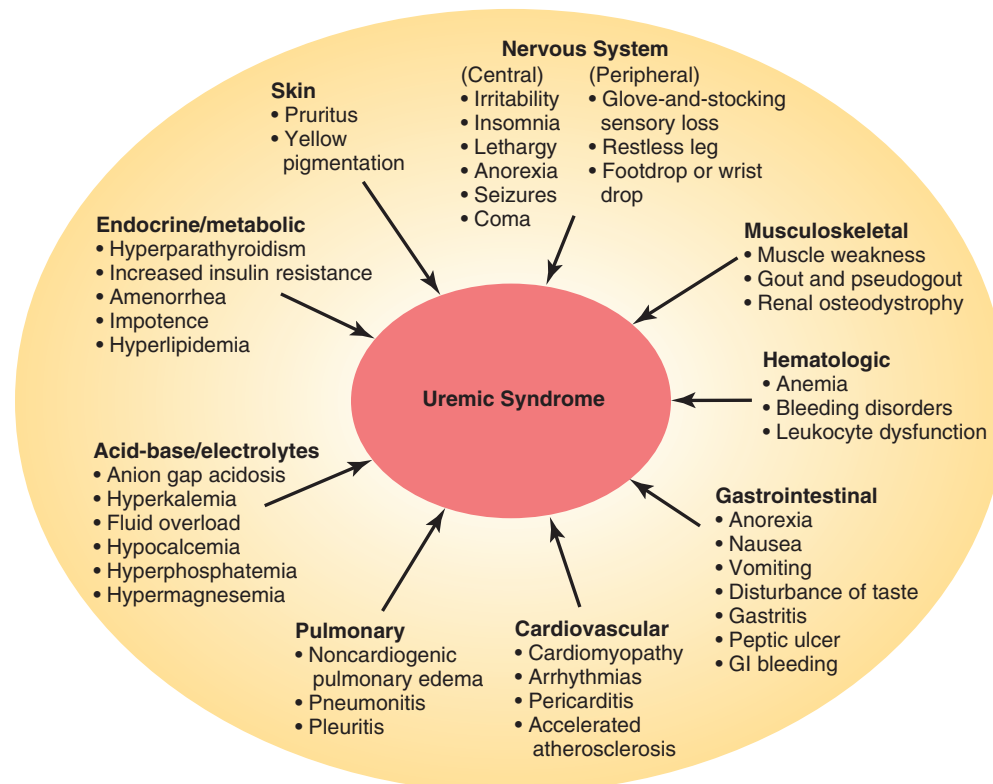 Nervous System
(Central)
• Irritability
• Insomnia
• Lethargy
• Anorexia
• Seizures
• Coma
(Peripheral)
• Glove-and-stocking
sensory loss
• Restless leg
• Footdrop or wrist
drop
Skin
• Pruritus
• Yellow
pigmentation
Endocrine/metabolic
• Hyperparathyroidism
• Increased insulin resistance
• Amenorrhea
• Impotence
• Hyperlipidemia
Musculoskeletal
• Muscle weakness
• Gout and pseudogout
• Renal osteodystrophy
Uremic Syndrome
Hematologic
• Anemia
• Bleeding disorders
• Leukocyte dysfunction
Acid-base/electrolytes
• Anion gap acidosis
• Hyperkalemia
• Fluid overload
• Hypocalcemia
• Hyperphosphatemia
• Hypermagnesemia
Gastrointestinal
• Anorexia
• Nausea
• Vomiting
• Disturbance of taste
• Gastritis
• Peptic ulcer
• GI bleeding
Pulmonary
• Noncardiogenic
pulmonary edema
• Pneumonitis
• Pleuritis
Cardiovascular
• Cardiomyopathy
• Arrhythmias
• Pericarditis
• Accelerated
atherosclerosis